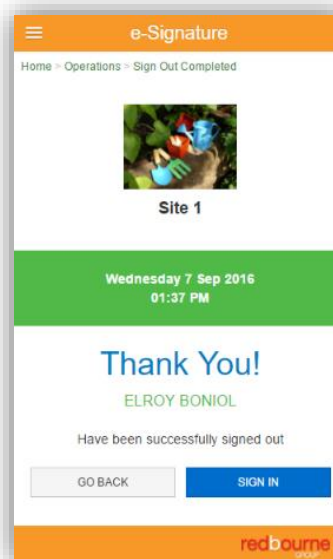 e-Signature
Home > Operations > Sign Out Completed
Site 1
Wednesday 7 Sep 2016
01:37 PM
Thank You!
ELROY BONIOL
Have been successfully signed out
GO BACK SIGN IN
redbourne
GROUP